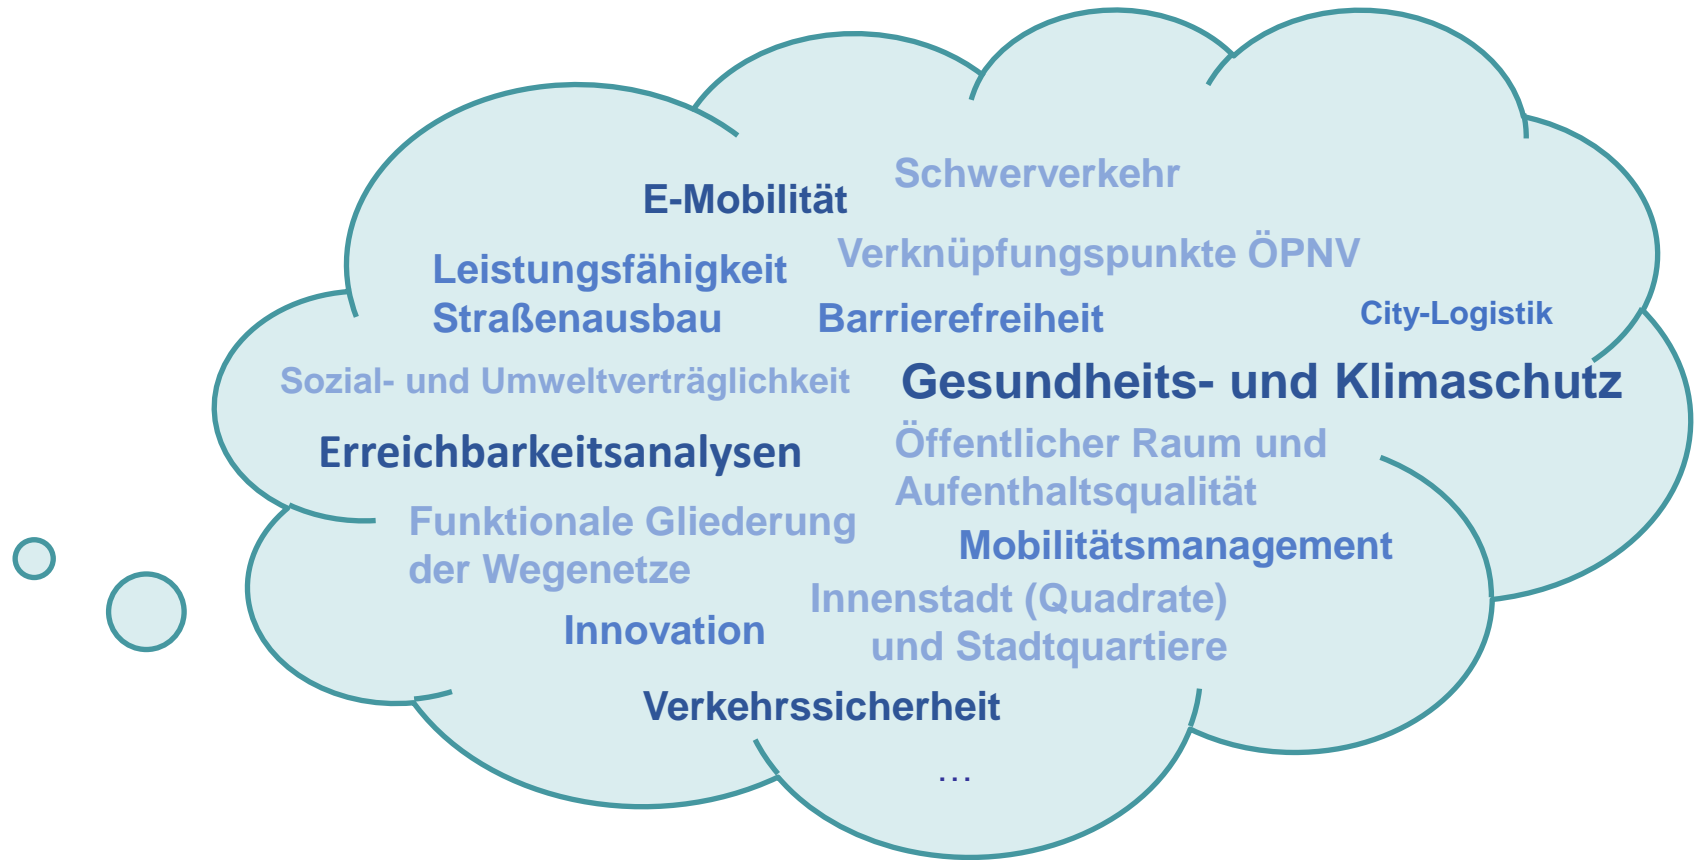 Schwerverkehr
E-Mobilität
Verknüpfungspunkte ÖPNV
Leistungsfähigkeit
Straßenausbau
Barrierefreiheit
City-Logistik
Sozial- und Umweltverträglichkeit
Gesundheits- und Klimaschutz
Erreichbarkeitsanalysen
Öffentlicher Raum und
Aufenthaltsqualität
Funktionale Gliederung
der Wegenetze
Mobilitätsmanagement
Innenstadt (Quadrate)
und Stadtquartiere
Innovation
Verkehrssicherheit
...